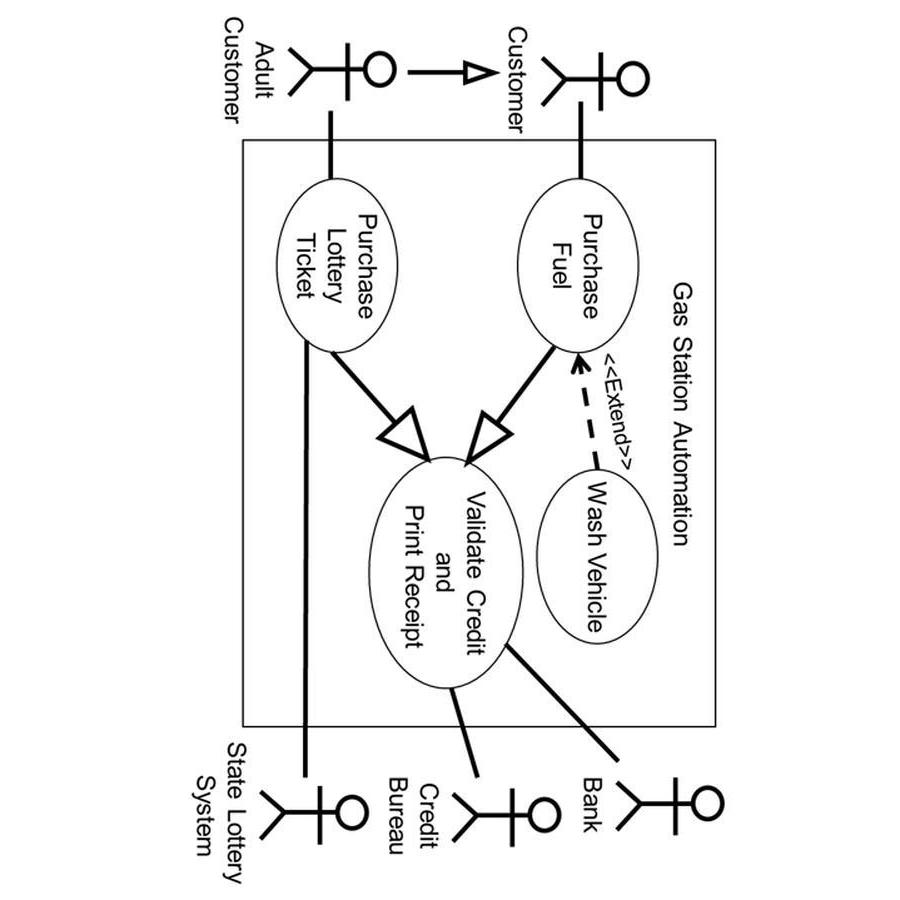 Gas Station Automation
Customer
Purchase
Fuel
<<Extend>>
Wash Vehicle
Bank
Validate Credit
and
Print Receipt
Credit
Bureau
Adult
Customer
Purchase
Lottery
Ticket
State Lottery
System